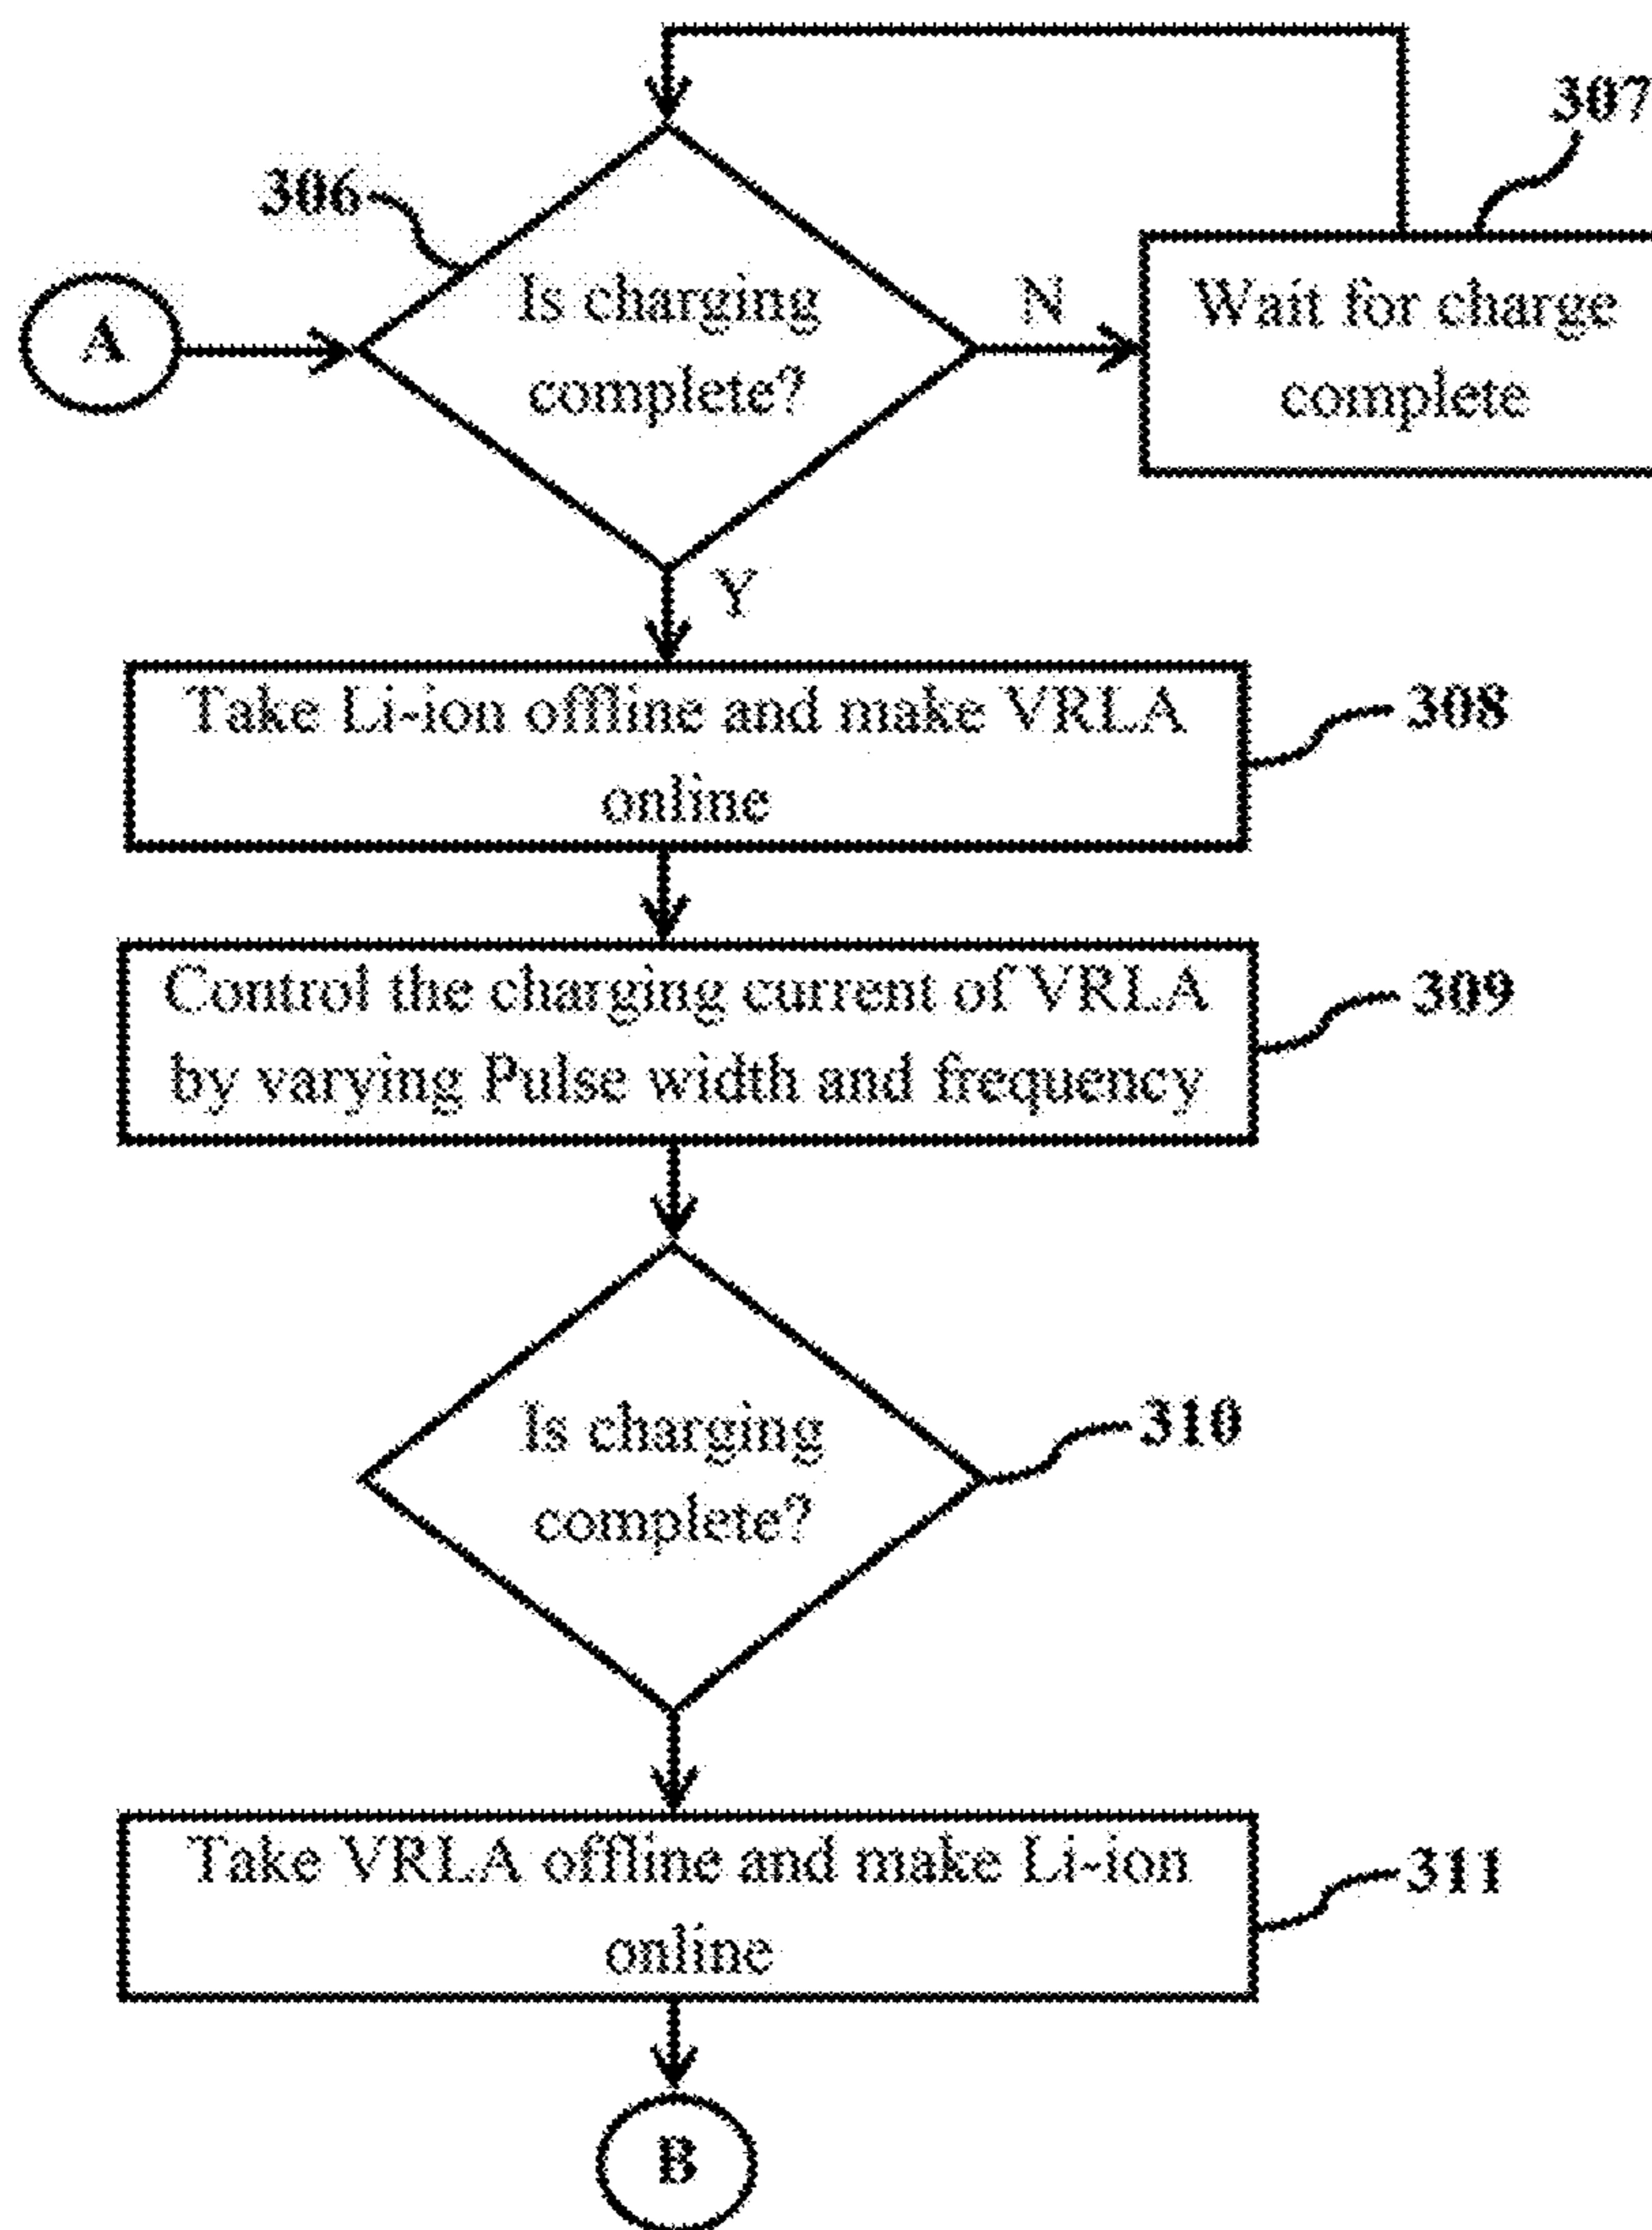 307
306
A
Is charging
complete?
N
Wait for charge
complete
Y
Take Li-ion offline and make VRLA
online
308
Control the charging current of VRLA
by varying Pulse width and frequency
309
Is charging
complete?
310
Take VRLA offline and make Li-ion
online
311
B